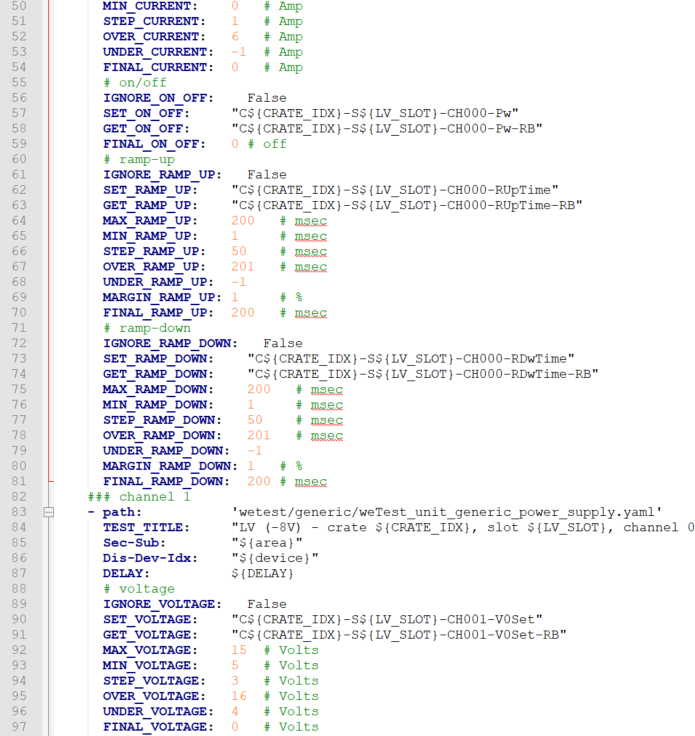 50 MIN_CURRENT: 0 # Amp
51 STEP_CURRENT: 1 # Amp
52 OVER_CURRENT: 6 # Amp
53 UNDER_CURRENT: -1 # Amp
54 FINAL_CURRENT: 0 # Amp
55 # on/off
56 IGNORE_ON_OFF: False
57 SET_ON_OFF: "C${CRATE_IDX}-S${LV_SLOT}-CH000-Pw"
58 GET_ON_OFF: "C${CRATE_IDX}-S${LV_SLOT}-CH000-Pw-RB"
59 FINAL_ON_OFF: 0 # off
60 # ramp-up
61 IGNORE_RAMP_UP: False
62 SET_RAMP_UP: "C${CRATE_IDX}-S${LV_SLOT}-CH000-RUpTime"
63 GET_RAMP_UP: "C${CRATE_IDX}-S${LV_SLOT}-CH000-RUpTime-RB"
64 MAX_RAMP_UP: 200 # msec
65 MIN_RAMP_UP: 1 # msec
66 STEP_RAMP_UP: 50 # msec
67 OVER_RAMP_UP: 201 # msec
68 UNDER_RAMP_UP: -1
69 MARGIN_RAMP_UP: 1 # %
70 FINAL_RAMP_UP: 200 # msec
71 # ramp-down
72 IGNORE_RAMP_DOWN: False
73 SET_RAMP_DOWN: "C${CRATE_IDX}-S${LV_SLOT}-CH000-RDwTime"
74 GET_RAMP_DOWN: "C${CRATE_IDX}-S${LV_SLOT}-CH000-RDwTime-RB"
75 MAX_RAMP_DOWN: 200 # msec
76 MIN_RAMP_DOWN: 1 # msec
77 STEP_RAMP_DOWN: 50 # msec
78 OVER_RAMP_DOWN: 201 # msec
79 UNDER_RAMP_DOWN: -1
80 MARGIN_RAMP_DOWN: 1 # %
81 FINAL_RAMP_DOWN: 200 # msec
82 ### channel 1
83 - path: 'wetest/generic/weTest_unit_generic_power_supply.yaml'
84 TEST_TITLE: "LV (-8V) - crate ${CRATE_IDX}, slot ${LV_SLOT}, channel 0
85 Sec-Sub: "${area}"
86 Dis-Dev-Idx: "${device}"
87 DELAY: ${DELAY}
88 # voltage
89 IGNORE_VOLTAGE: False
90 SET_VOLTAGE: "C${CRATE_IDX}-S${LV_SLOT}-CH001-V0Set"
91 GET_VOLTAGE: "C${CRATE_IDX}-S${LV_SLOT}-CH001-V0Set-RB"
92 MAX_VOLTAGE: 15 # Volts
93 MIN_VOLTAGE: 5 # Volts
94 STEP_VOLTAGE: 3 # Volts
95 OVER_VOLTAGE: 16 # Volts
96 UNDER_VOLTAGE: 4 # Volts
97 FINAL_VOLTAGE: 0 # Volts